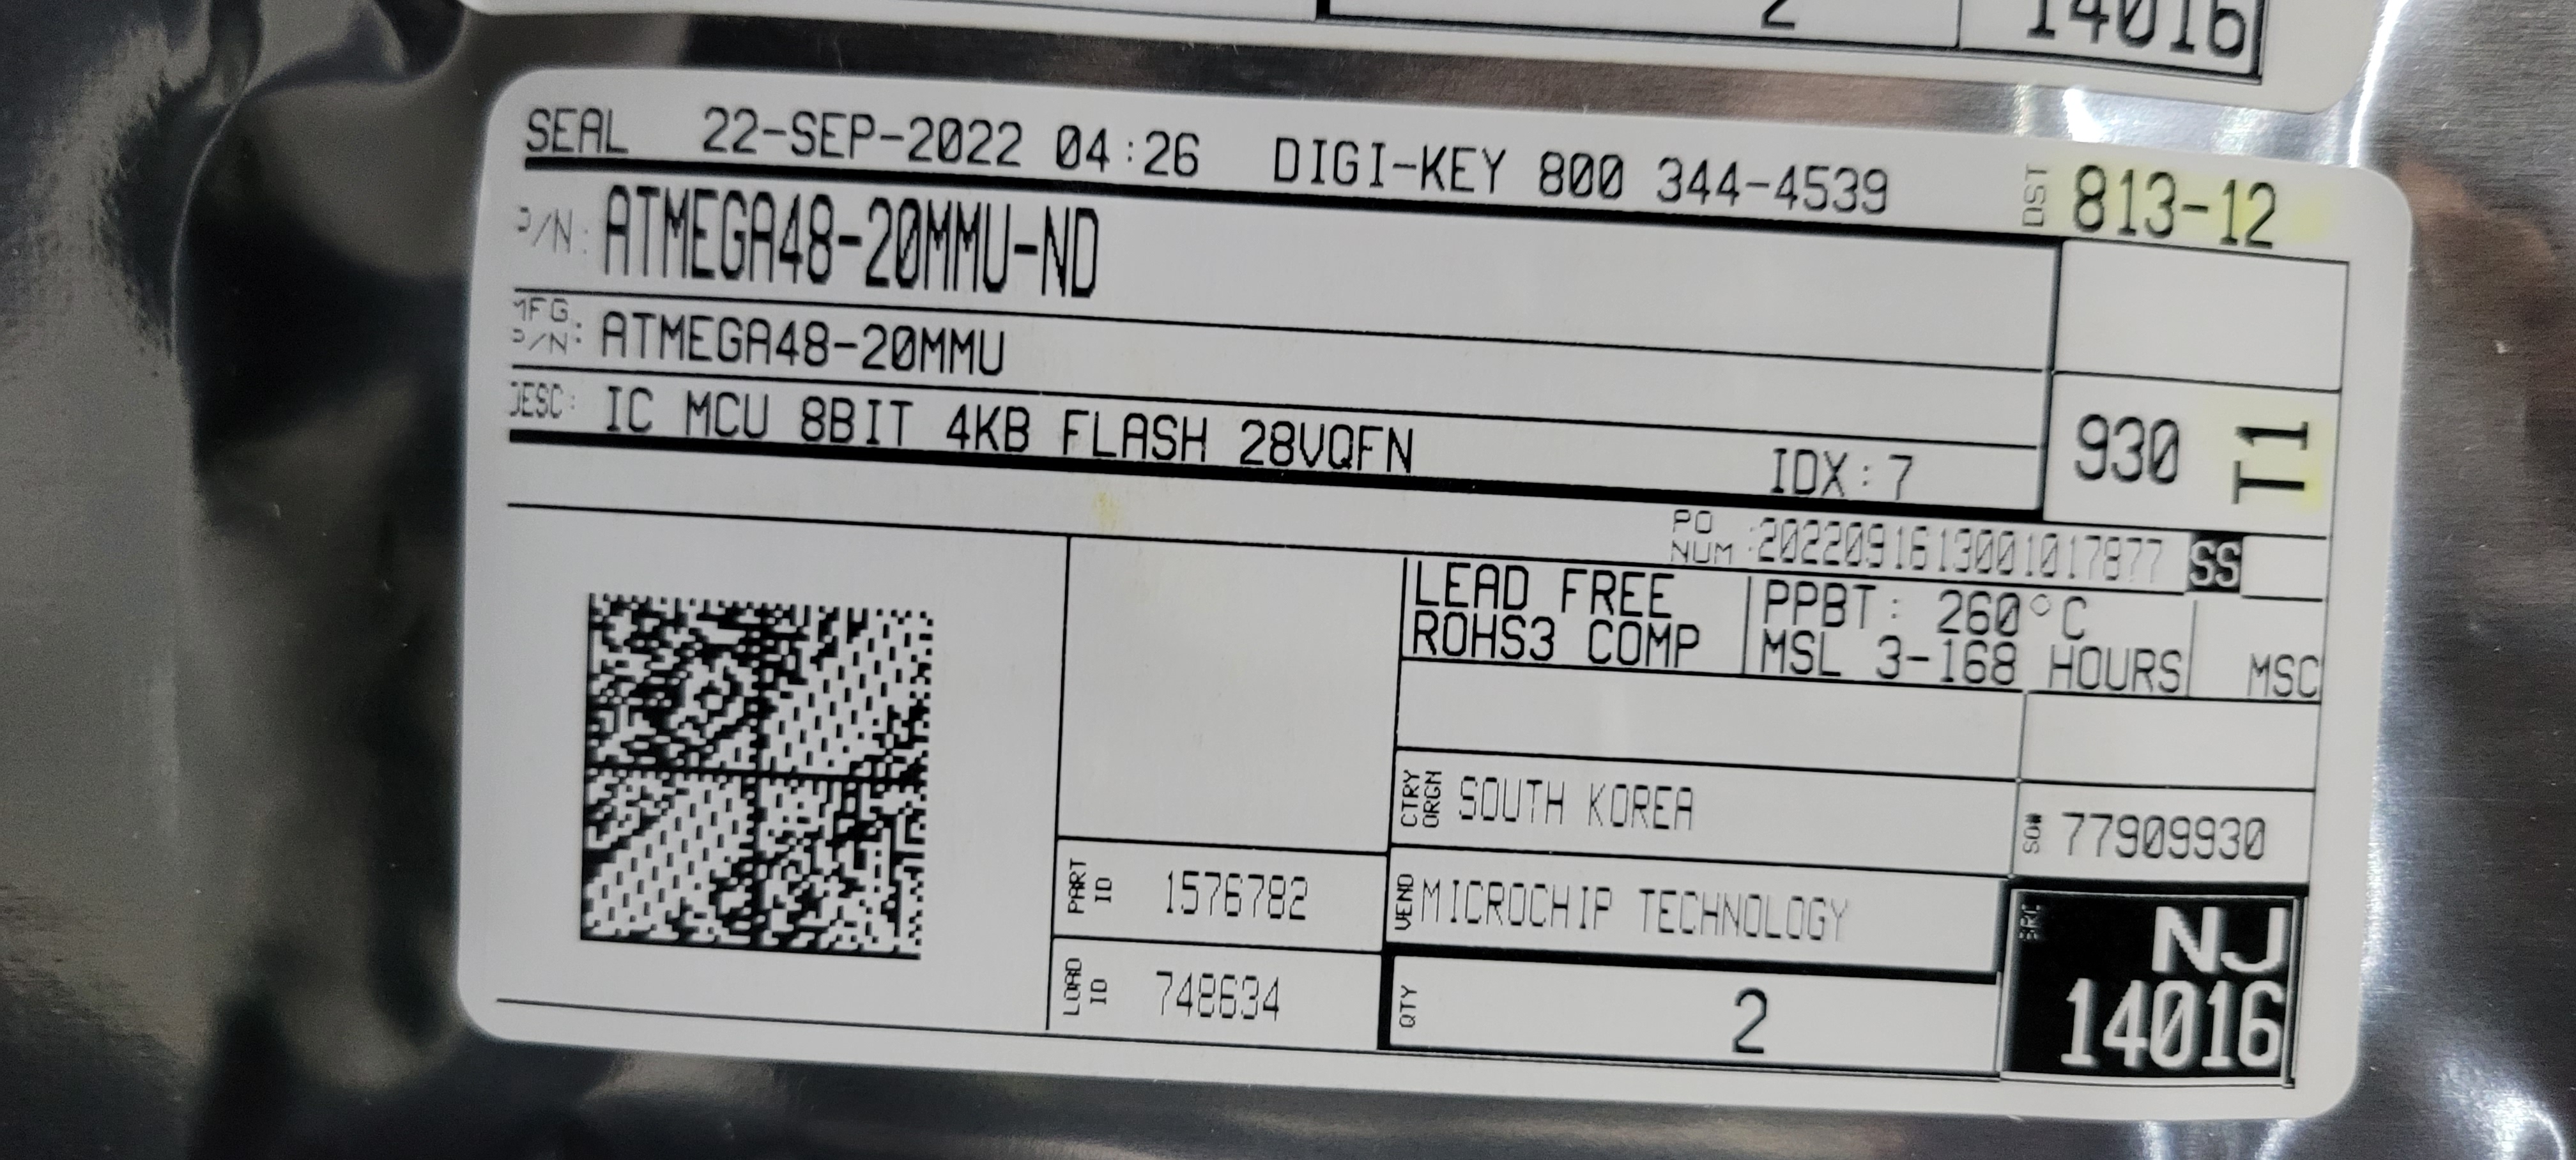 2
14016
SEAL 22-SEP-2022 04:26 DIGI-KEY 800 344-4539
DST 813-12
P/N: ATMEGA48-20MMU-ND
MFG P/N: ATMEGA48-20MMU
DESC: IC MCU 8BIT 4KB FLASH 28VQFN
IDX:7
930 T1
PO NUM :2022091613001017877 SS
LEAD FREE
ROHS3 COMP
PPBT: 260°C
MSL 3-168 HOURS
MSC
CTRY ORGN SOUTH KOREA
SO# 77909930
PART ID 1576782
VEND MICROCHIP TECHNOLOGY
LOAD ID 748634
QTY 2
NJ
14016